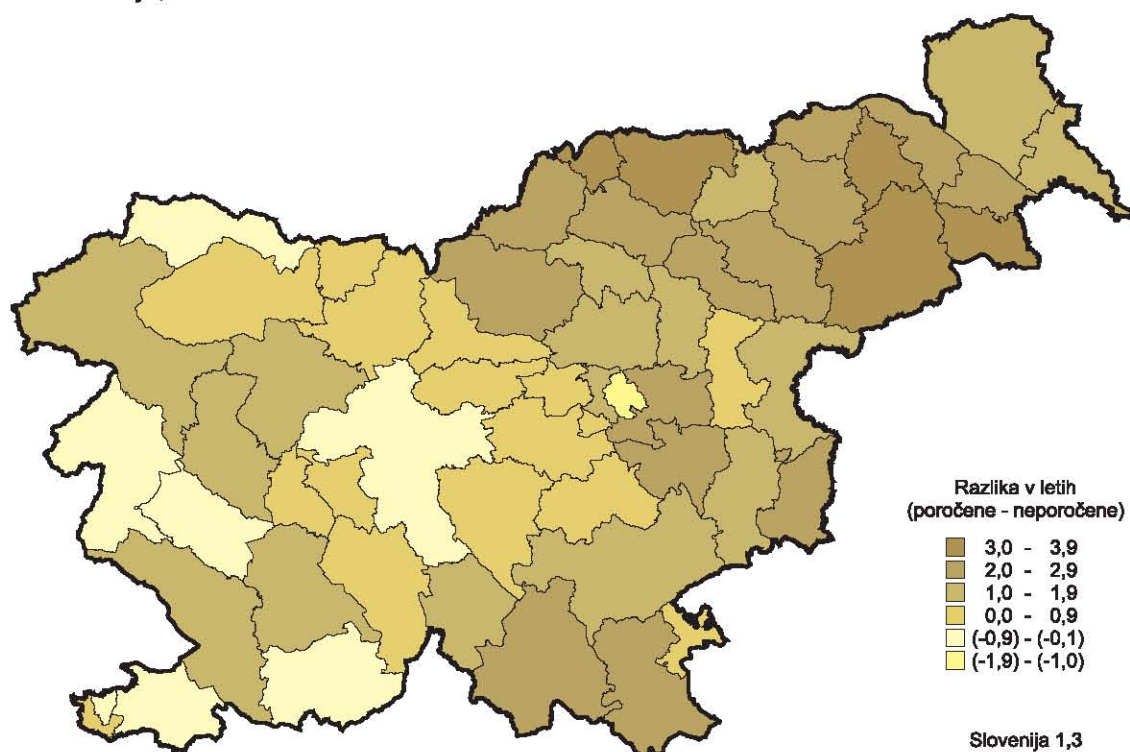 Razlika v letih
(poročene - neporočene)
3,0 - 3,9
2,0 - 2,9
1,0 - 1,9
0,0 - 0,9
(-0,9) - (-0,1)
(-1,9) - (-1,0)
Slovenija 1,3